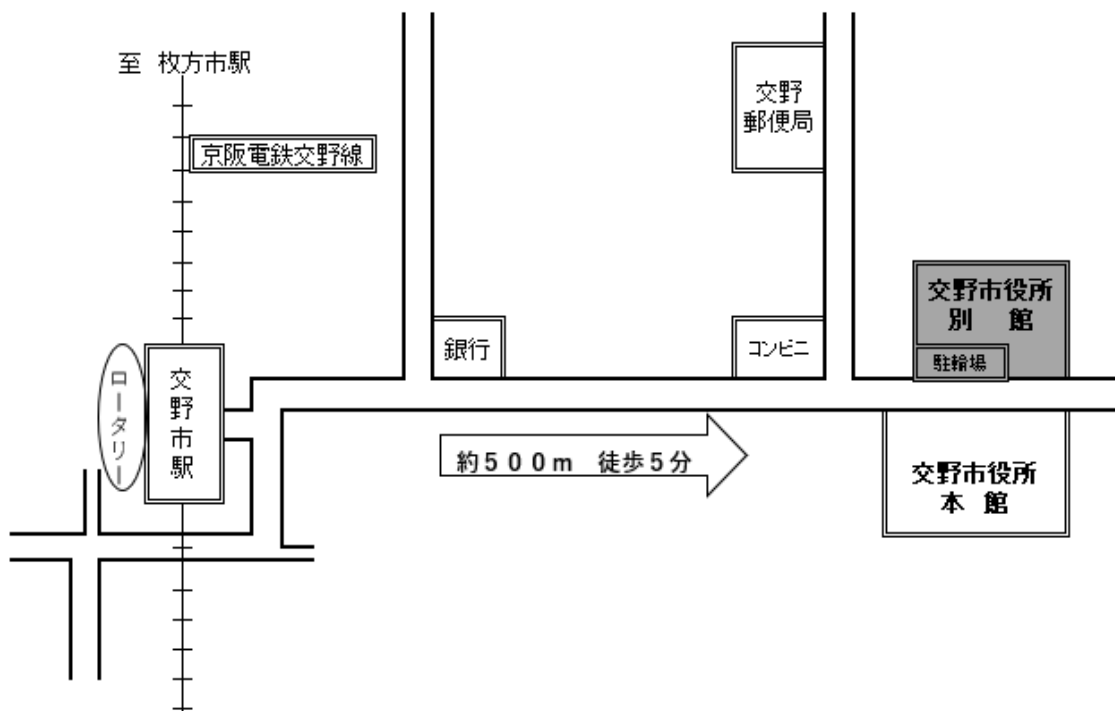 至 枚方市駅
京阪電鉄交野線
交野
郵便局
交野市役所
別 館
駐輪場
銀行
コンビニ
ロータリー
交野市駅
約500m 徒歩5分
交野市役所
本 館